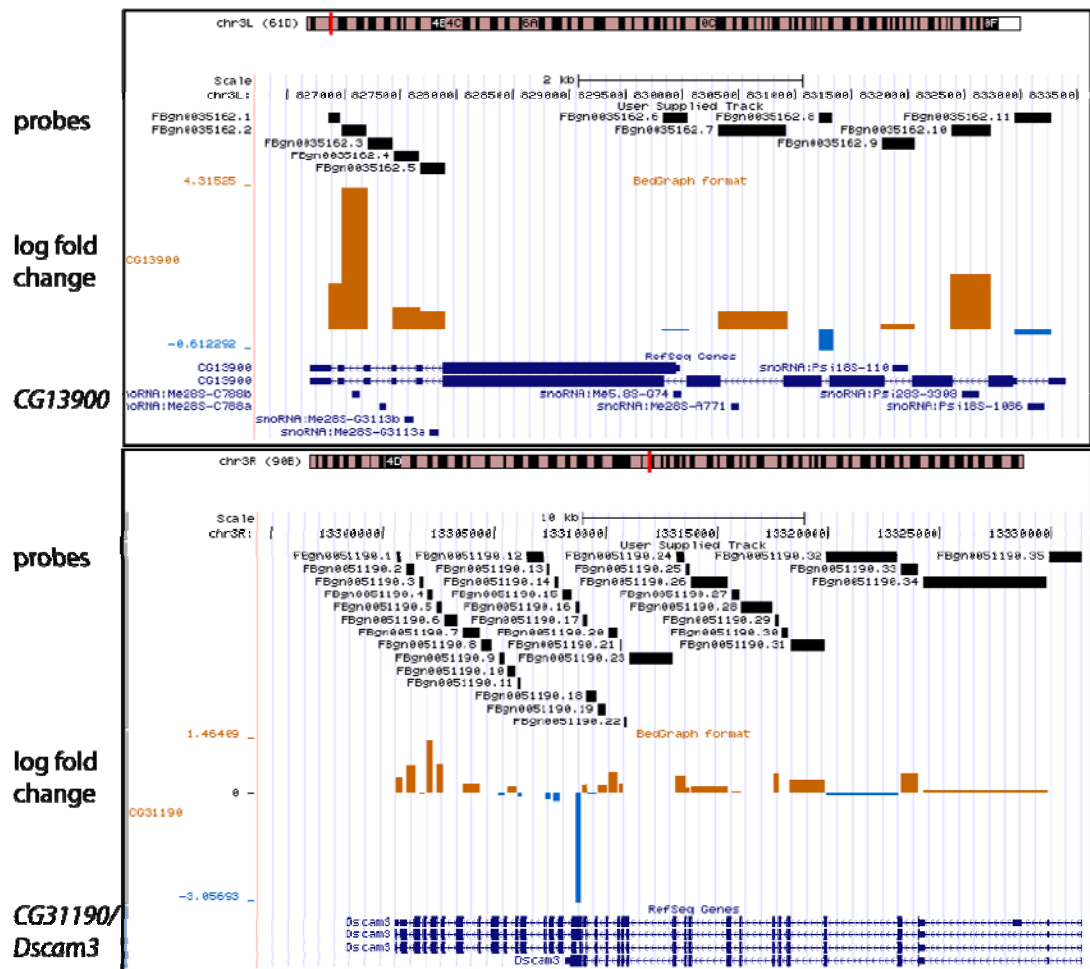 chr3L (61D) 4B 4C 6A 0C 0F
Scale 2 kb
chr3L: | 827000| 827500| 828000| 828500| 829000| 829500| 830000| 830500| 831000| 831500| 832000| 832500| 833000| 833500|
User Supplied Track
probes
FBgn0035162.1 FBgn0035162.6 FBgn0035162.8 FBgn0035162.11
FBgn0035162.2 FBgn0035162.7 FBgn0035162.10
FBgn0035162.3 FBgn0035162.9
FBgn0035162.4
FBgn0035162.5
4.31525 _ BedGraph format
log fold
change
CG13900
-0.612292 _
RefSeq Genes
CG13900 snoRNA:Psi18S-110
CG13900
CG13900
noRNA:Me28S-C788b snoRNA:Me5.8S-G74 snoRNA:Psi28S-3308
noRNA:Me28S-C788a snoRNA:Me28S-A771 snoRNA:Psi18S-1086
snoRNA:Me28S-G3113b
snoRNA:Me28S-G3113a
chr3R (90B) 4D
Scale 10 kb
chr3R: | 13300000| 13305000| 13310000| 13315000| 13320000| 13325000| 13330000|
User Supplied Track
probes
FBgn0051190.1 FBgn0051190.12 FBgn0051190.24 FBgn0051190.32 FBgn0051190.35
FBgn0051190.2 FBgn0051190.13 FBgn0051190.25 FBgn0051190.33
FBgn0051190.3 FBgn0051190.14 FBgn0051190.26 FBgn0051190.34
FBgn0051190.4 FBgn0051190.15 FBgn0051190.27
FBgn0051190.5 FBgn0051190.16 FBgn0051190.28
FBgn0051190.6 FBgn0051190.17 FBgn0051190.29
FBgn0051190.7 FBgn0051190.20 FBgn0051190.30
FBgn0051190.8 FBgn0051190.21 FBgn0051190.31
FBgn0051190.9 FBgn0051190.23
FBgn0051190.10
FBgn0051190.11
FBgn0051190.18
FBgn0051190.19
FBgn0051190.22
1.46409 _ BedGraph format
log fold
change
0 _
CG31190
-3.05693 _
CG31190/
Dscam3
RefSeq Genes
Dscam3
Dscam3
Dscam3
Dscam3